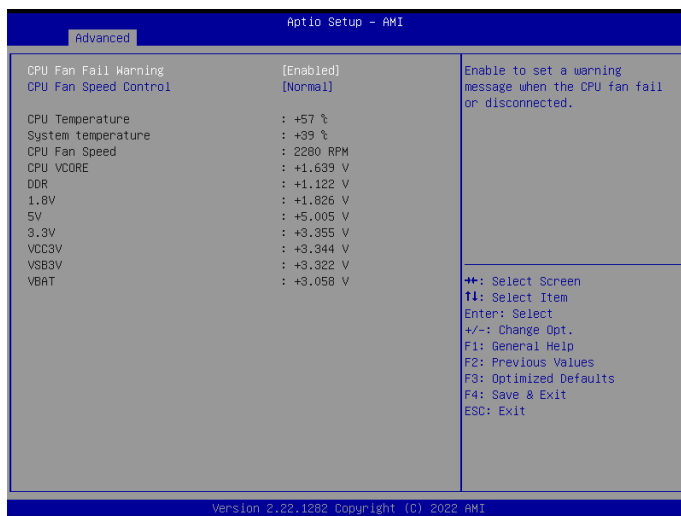 Aptio Setup - AMI
Advanced
CPU Fan Fail Warning [Enabled]
CPU Fan Speed Control [Normal]
CPU Temperature : +57 %
System temperature : +39 %
CPU Fan Speed : 2280 RPM
CPU VCORE : +1.639 V
DDR : +1.122 V
1.8V : +1.826 V
5V : +5.005 V
3.3V : +3.355 V
VCC3V : +3.344 V
VSB3V : +3.322 V
VBAT : +3.058 V
Enable to set a warning
message when the CPU fan fail
or disconnected.
→←: Select Screen
↑↓: Select Item
Enter: Select
+/-: Change Opt.
F1: General Help
F2: Previous Values
F3: Optimized Defaults
F4: Save & Exit
ESC: Exit
Version 2.22.1282 Copyright (C) 2022 AMI